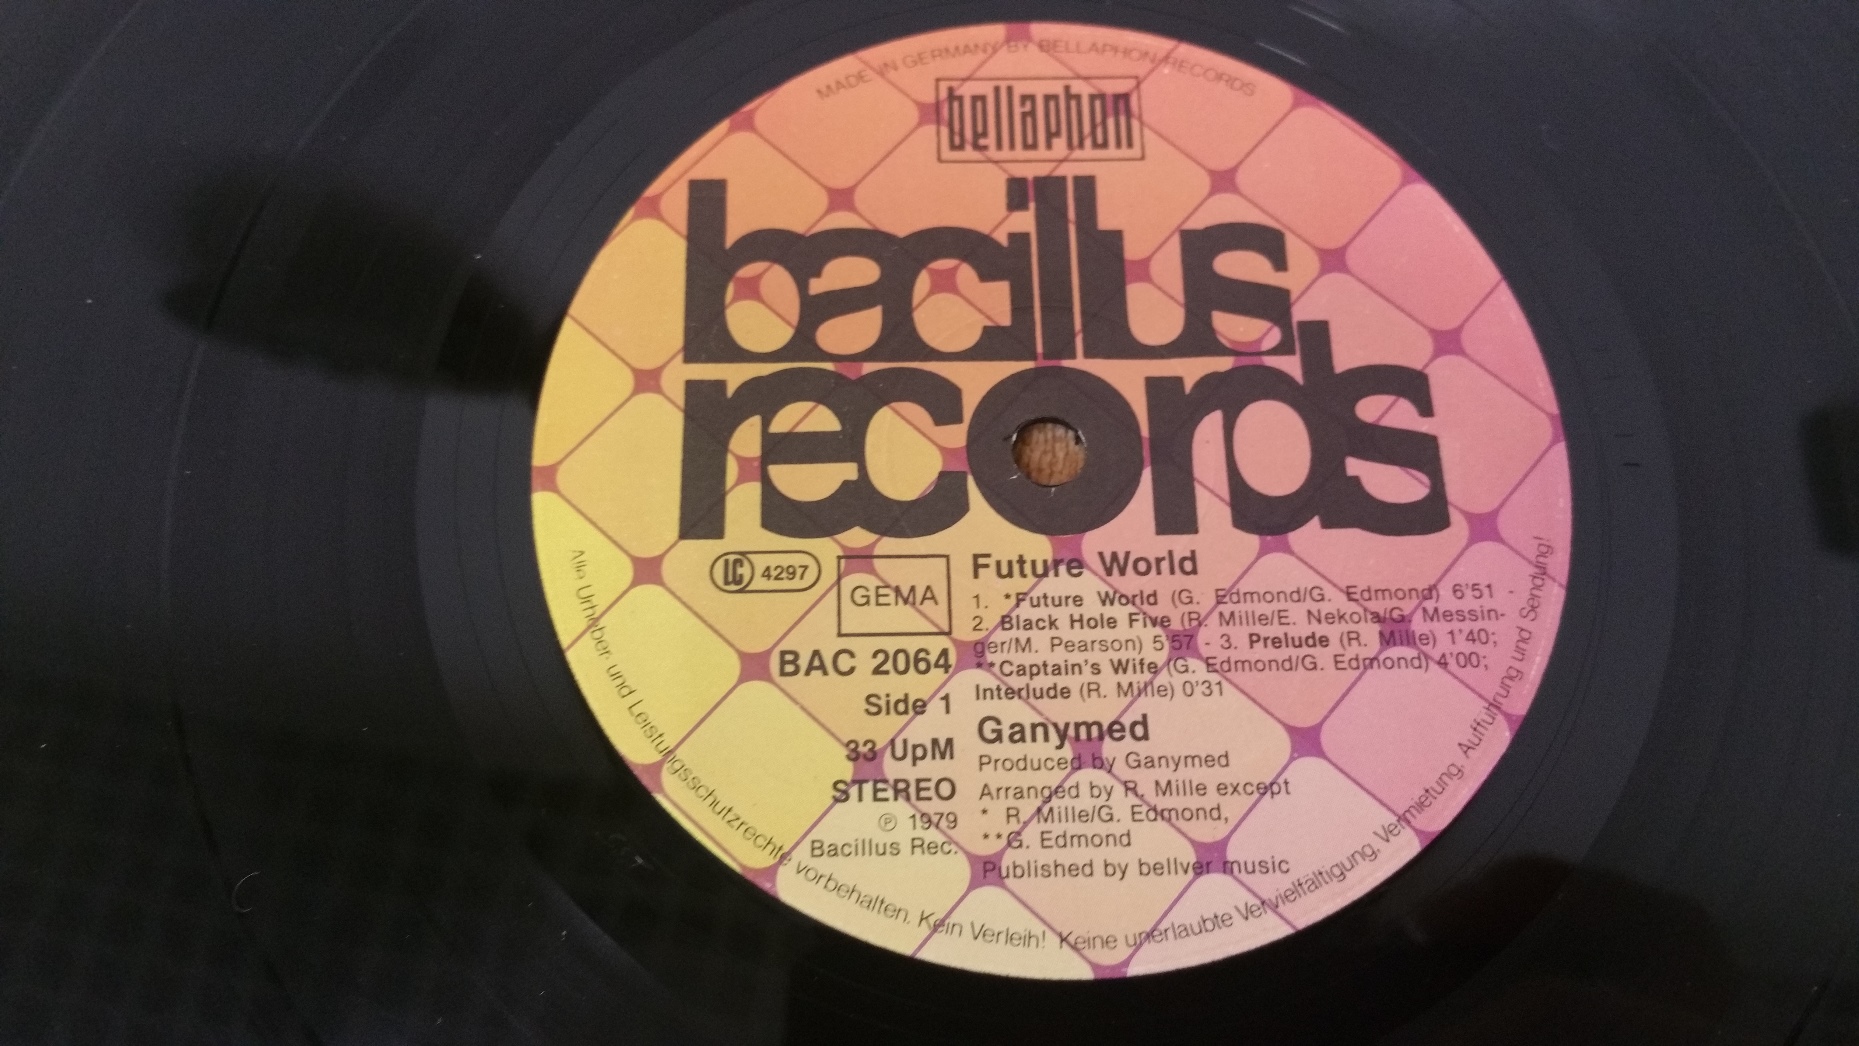 MADE IN GERMANY BY BELLAPHON RECORDS
bellaphon
bacillus
records
LC 4297
GEMA
BAC 2064
Side 1
33 UpM
STEREO
℗ 1979
Bacillus Rec.
Future World
1. *Future World (G. Edmond/G. Edmond) 6'51 -
2. Black Hole Five (R. Mille/E. Nekola/G. Messin-
ger/M. Pearson) 5'57 - 3. Prelude (R. Mille) 1'40;
**Captain's Wife (G. Edmond/G. Edmond) 4'00;
Interlude (R. Mille) 0'31
Ganymed
Produced by Ganymed
Arranged by R. Mille except
* R. Mille/G. Edmond,
**G. Edmond
Published by bellver music
Alle Urheber- und Leistungsschutzrechte vorbehalten. Kein Verleih! Keine unerlaubte Vervielfältigung, Vermietung, Aufführung und Sendung!